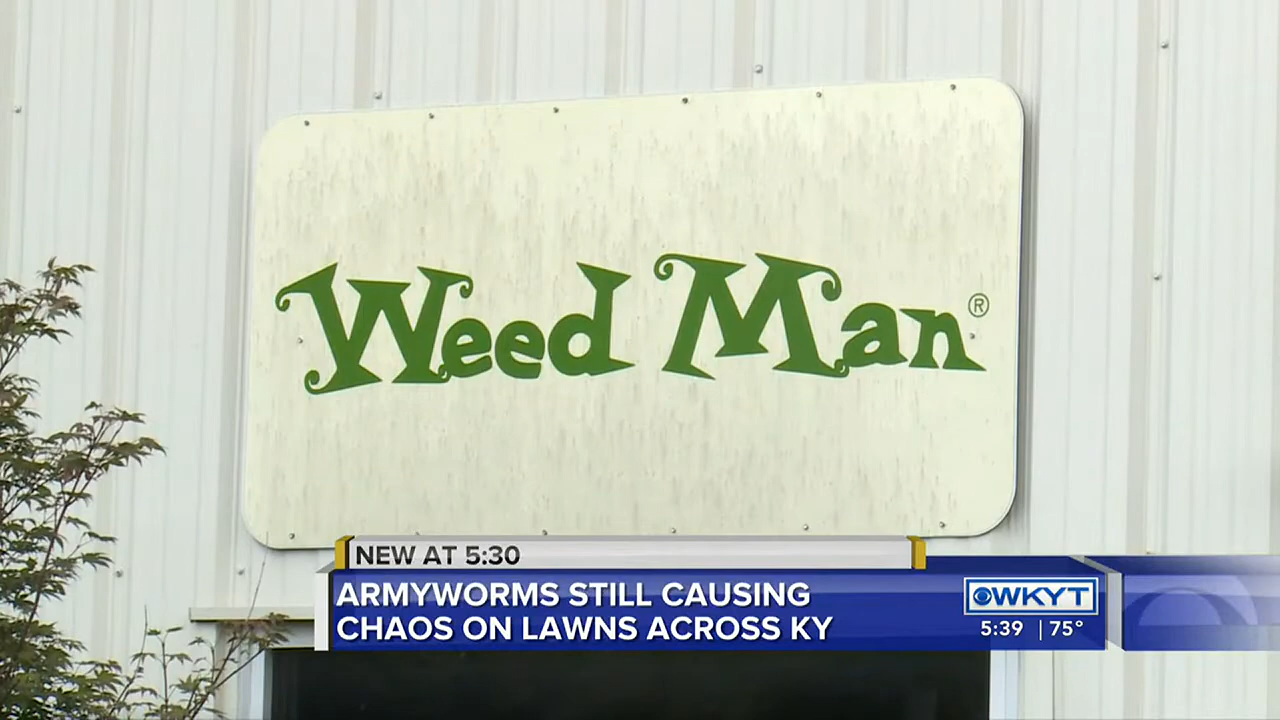 Weed Man®
NEW AT 5:30
ARMYWORMS STILL CAUSING
CHAOS ON LAWNS ACROSS KY
WKYT
5:39 | 75°